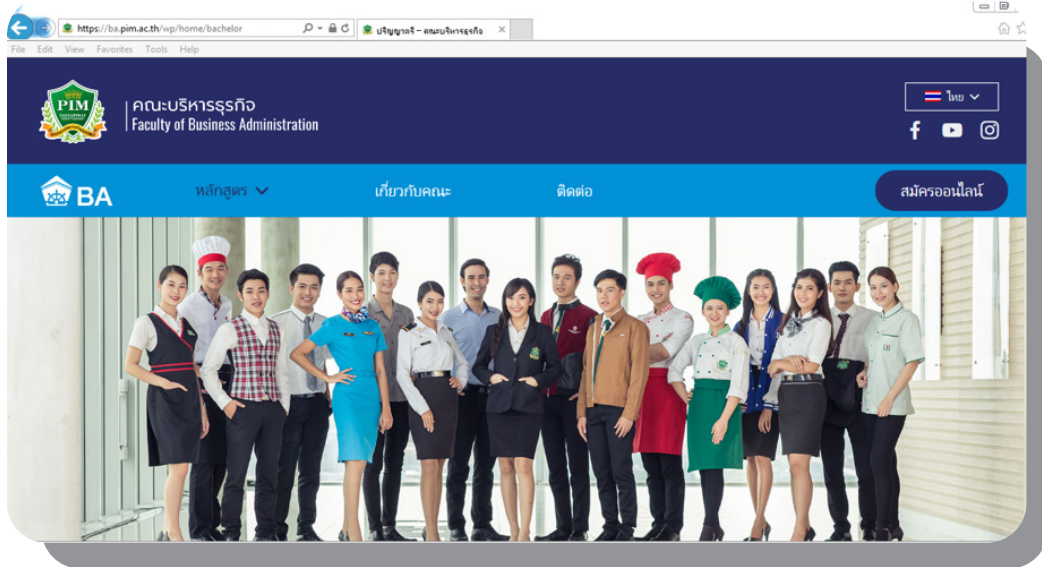 https://ba.pim.ac.th/wp/home/bachelor
ปริญญาตรี – คณะบริหารธุรกิจ
File Edit View Favorites Tools Help
PIM
คณะบริหารธุรกิจ
Faculty of Business Administration
ไทย
BA
หลักสูตร
เกี่ยวกับคณะ
ติดต่อ
สมัครออนไลน์